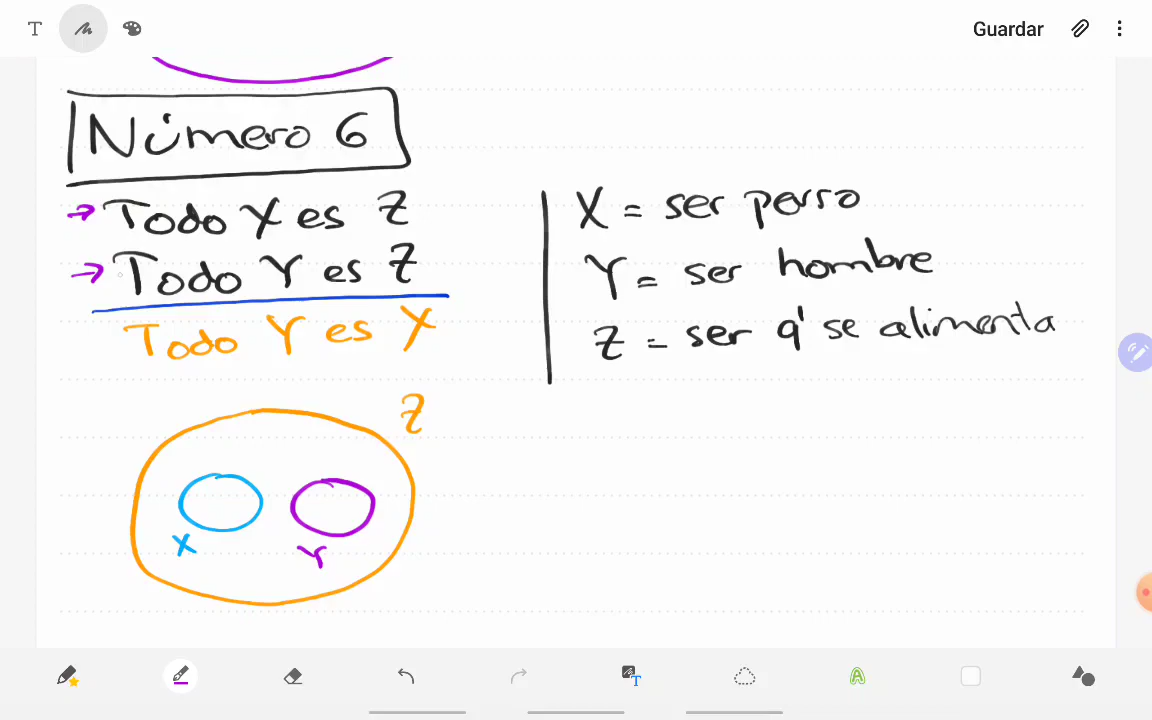 T
Guardar
Número 6
→ Todo X es Z
→ Todo Y es Z
Todo Y es X
X = ser perro
Y = ser hombre
Z = ser q' se alimenta
Z
X
Y
T
A